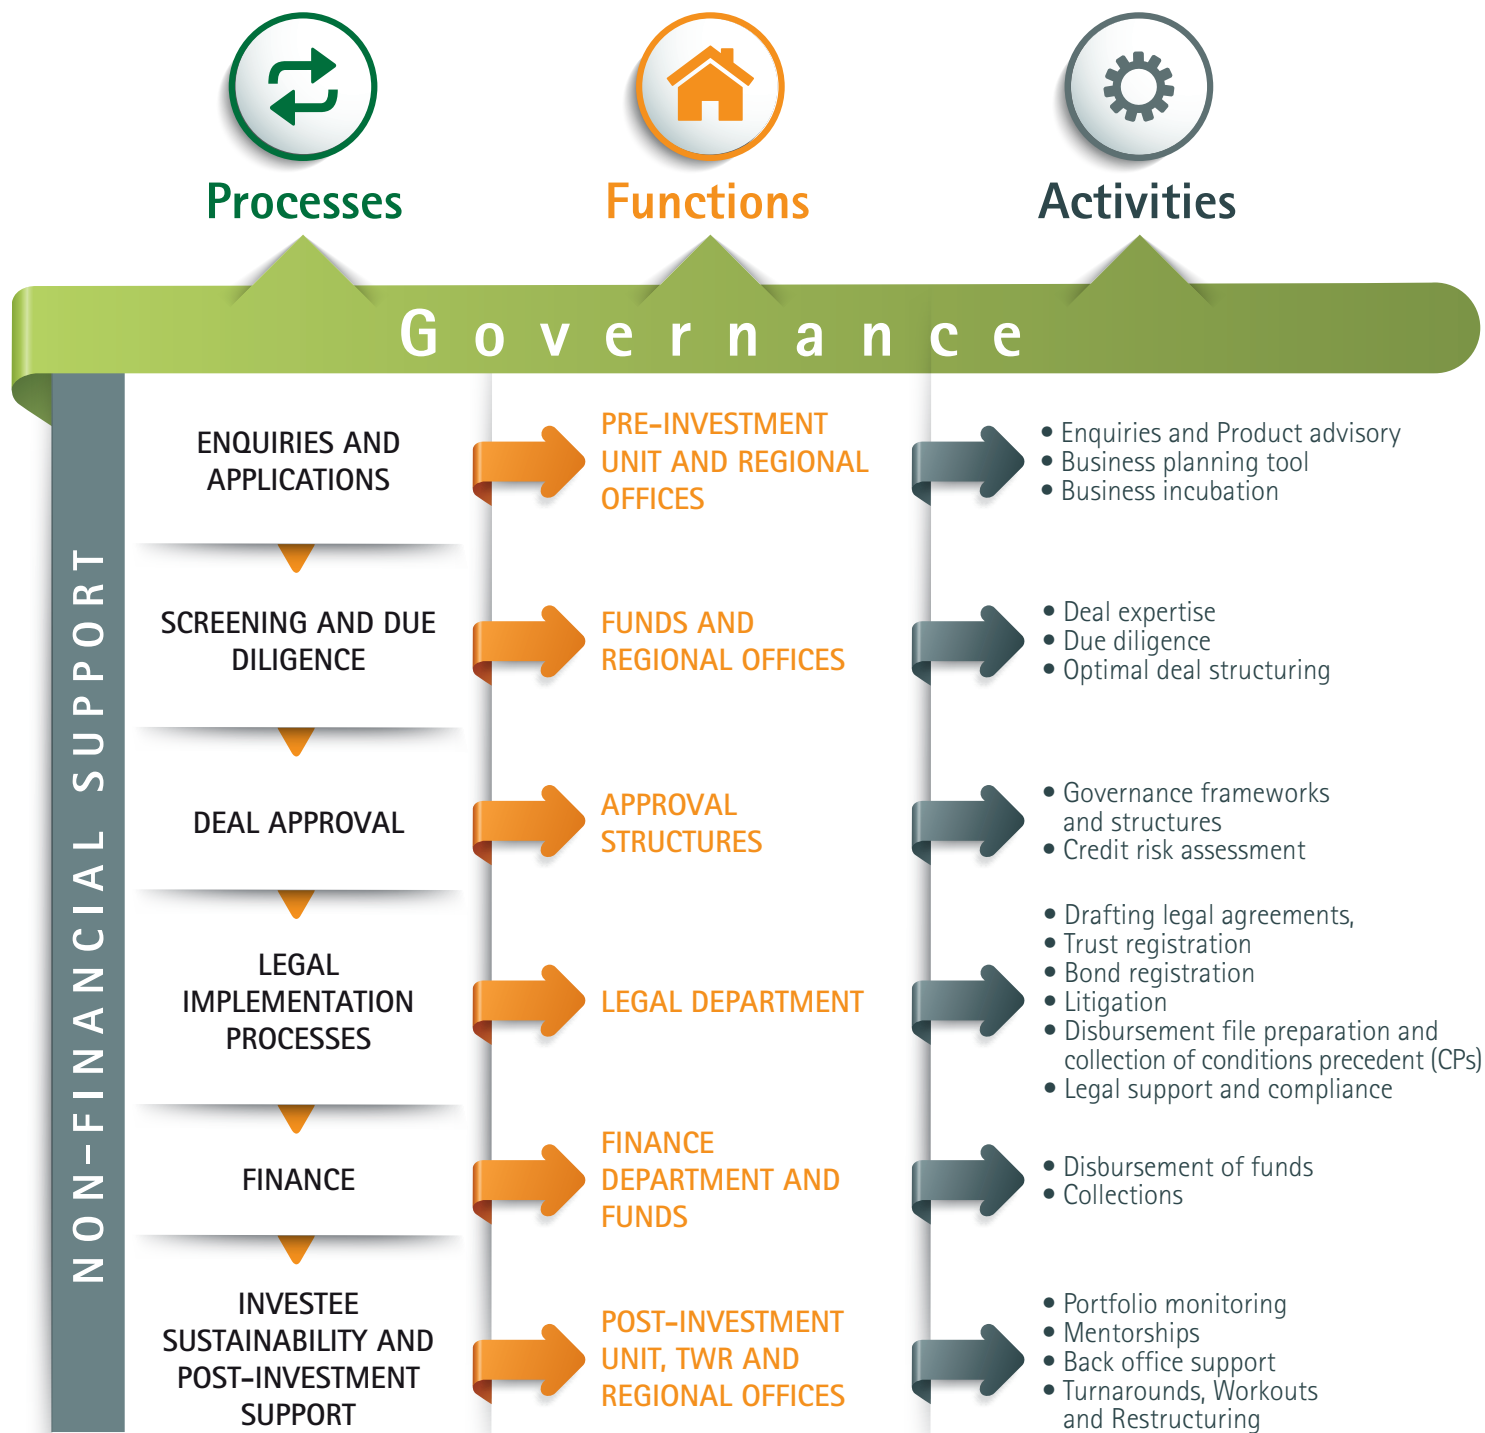 Processes
Functions
Activities
Governance
NON-FINANCIAL SUPPORT
ENQUIRIES AND
APPLICATIONS
PRE-INVESTMENT
UNIT AND REGIONAL
OFFICES
• Enquiries and Product advisory
• Business planning tool
• Business incubation
SCREENING AND DUE
DILIGENCE
FUNDS AND
REGIONAL OFFICES
• Deal expertise
• Due diligence
• Optimal deal structuring
DEAL APPROVAL
APPROVAL
STRUCTURES
• Governance frameworks
and structures
• Credit risk assessment
LEGAL
IMPLEMENTATION
PROCESSES
LEGAL DEPARTMENT
• Drafting legal agreements,
• Trust registration
• Bond registration
• Litigation
• Disbursement file preparation and
collection of conditions precedent (CPs)
• Legal support and compliance
FINANCE
FINANCE
DEPARTMENT AND
FUNDS
• Disbursement of funds
• Collections
INVESTEE
SUSTAINABILITY AND
POST-INVESTMENT
SUPPORT
POST-INVESTMENT
UNIT, TWR AND
REGIONAL OFFICES
• Portfolio monitoring
• Mentorships
• Back office support
• Turnarounds, Workouts
and Restructuring